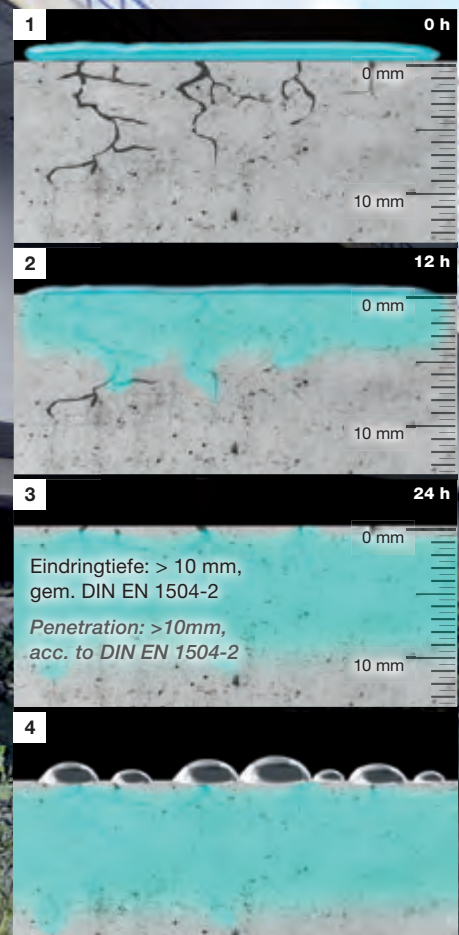 1
0 h
0 mm
10 mm
2
12 h
0 mm
10 mm
3
24 h
0 mm
Eindringtiefe: > 10 mm,
gem. DIN EN 1504-2
Penetration: >10mm,
acc. to DIN EN 1504-2
10 mm
4